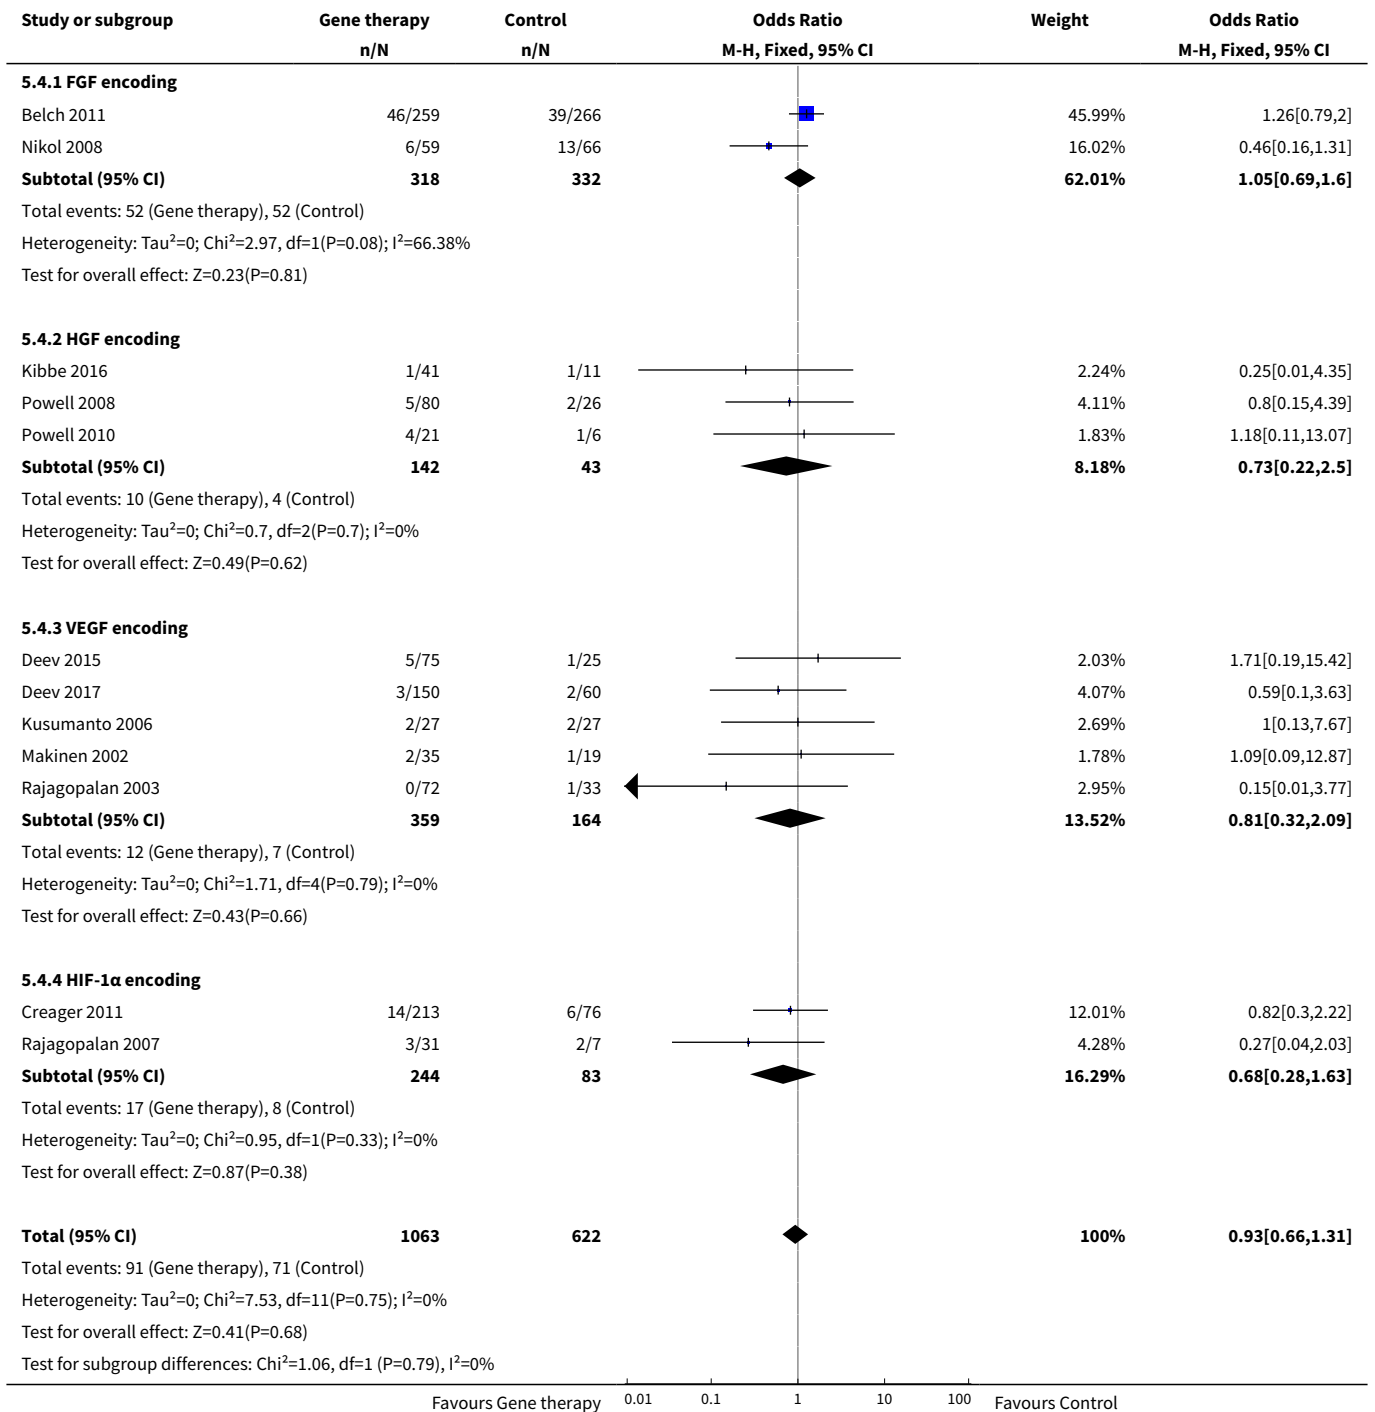 Study or subgroup Gene therapy Control Odds Ratio Weight Odds Ratio
n/N n/N M-H, Fixed, 95% CI M-H, Fixed, 95% CI
5.4.1 FGF encoding
Belch 2011 46/259 39/266 45.99% 1.26[0.79,2]
Nikol 2008 6/59 13/66 16.02% 0.46[0.16,1.31]
Subtotal (95% CI) 318 332 62.01% 1.05[0.69,1.6]
Total events: 52 (Gene therapy), 52 (Control)
Heterogeneity: Tau²=0; Chi²=2.97, df=1(P=0.08); I²=66.38%
Test for overall effect: Z=0.23(P=0.81)
5.4.2 HGF encoding
Kibbe 2016 1/41 1/11 2.24% 0.25[0.01,4.35]
Powell 2008 5/80 2/26 4.11% 0.8[0.15,4.39]
Powell 2010 4/21 1/6 1.83% 1.18[0.11,13.07]
Subtotal (95% CI) 142 43 8.18% 0.73[0.22,2.5]
Total events: 10 (Gene therapy), 4 (Control)
Heterogeneity: Tau²=0; Chi²=0.7, df=2(P=0.7); I²=0%
Test for overall effect: Z=0.49(P=0.62)
5.4.3 VEGF encoding
Deev 2015 5/75 1/25 2.03% 1.71[0.19,15.42]
Deev 2017 3/150 2/60 4.07% 0.59[0.1,3.63]
Kusumanto 2006 2/27 2/27 2.69% 1[0.13,7.67]
Makinen 2002 2/35 1/19 1.78% 1.09[0.09,12.87]
Rajagopalan 2003 0/72 1/33 2.95% 0.15[0.01,3.77]
Subtotal (95% CI) 359 164 13.52% 0.81[0.32,2.09]
Total events: 12 (Gene therapy), 7 (Control)
Heterogeneity: Tau²=0; Chi²=1.71, df=4(P=0.79); I²=0%
Test for overall effect: Z=0.43(P=0.66)
5.4.4 HIF-1α encoding
Creager 2011 14/213 6/76 12.01% 0.82[0.3,2.22]
Rajagopalan 2007 3/31 2/7 4.28% 0.27[0.04,2.03]
Subtotal (95% CI) 244 83 16.29% 0.68[0.28,1.63]
Total events: 17 (Gene therapy), 8 (Control)
Heterogeneity: Tau²=0; Chi²=0.95, df=1(P=0.33); I²=0%
Test for overall effect: Z=0.87(P=0.38)
Total (95% CI) 1063 622 100% 0.93[0.66,1.31]
Total events: 91 (Gene therapy), 71 (Control)
Heterogeneity: Tau²=0; Chi²=7.53, df=11(P=0.75); I²=0%
Test for overall effect: Z=0.41(P=0.68)
Test for subgroup differences: Chi²=1.06, df=1 (P=0.79), I²=0%
Favours Gene therapy 0.01 0.1 1 10 100 Favours Control